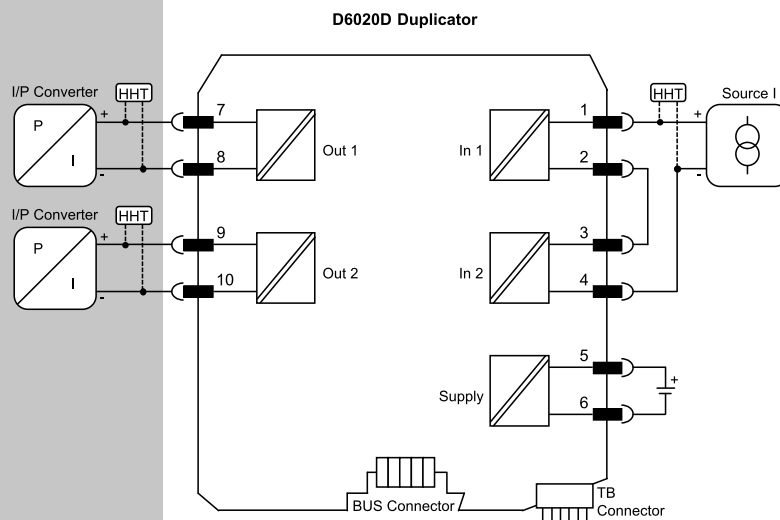 D6020D Duplicator
I/P Converter
HHT
HHT
Source I
+
7
1
+
P
I
Out 1
In 1
-
8
2
-
I/P Converter
HHT
+
9
3
P
I
Out 2
In 2
-
10
4
5
+
Supply
6
BUS Connector
TB
Connector